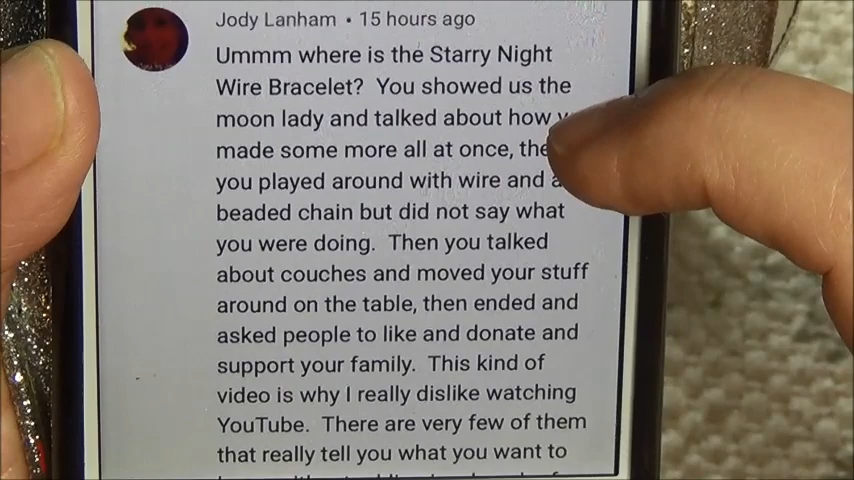 Jody Lanham • 15 hours ago
Ummm where is the Starry Night
Wire Bracelet? You showed us the
moon lady and talked about how
made some more all at once,
you played around with wire and
beaded chain but did not say what
you were doing. Then you talked
about couches and moved your stuff
around on the table, then ended and
asked people to like and donate and
support your family. This kind of
video is why I really dislike watching
YouTube. There are very few of them
that really tell you what you want to